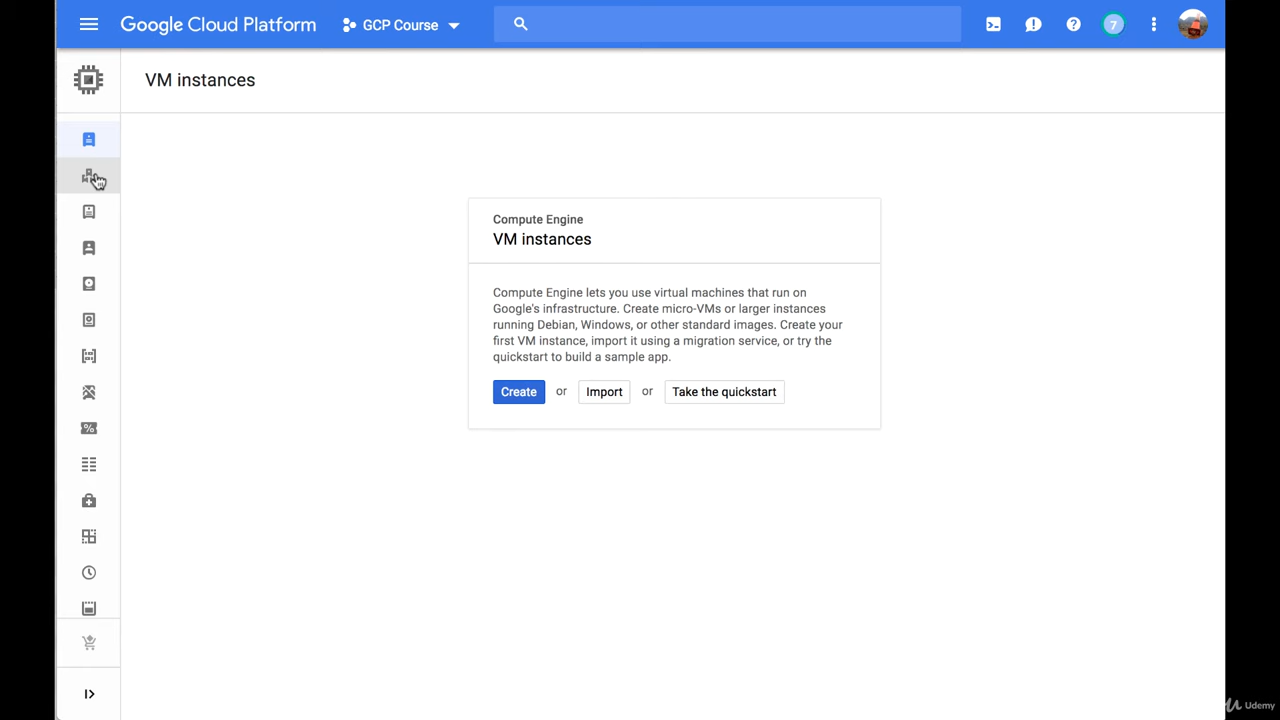 Google Cloud Platform
GCP Course
7
VM instances
Compute Engine
VM instances
Compute Engine lets you use virtual machines that run on
Google's infrastructure. Create micro-VMs or larger instances
running Debian, Windows, or other standard images. Create your
first VM instance, import it using a migration service, or try the
quickstart to build a sample app.
Create or Import or Take the quickstart
%
Udemy